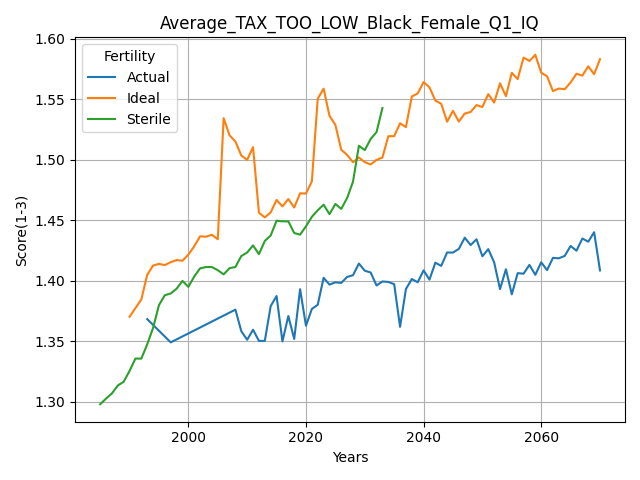 Average_TAX_TOO_LOW_Black_Female_Q1_IQ
Fertility
Actual
Ideal
Sterile
Score(1-3)
1.60
1.55
1.50
1.45
1.40
1.35
1.30
2000 2020 2040 2060
Years